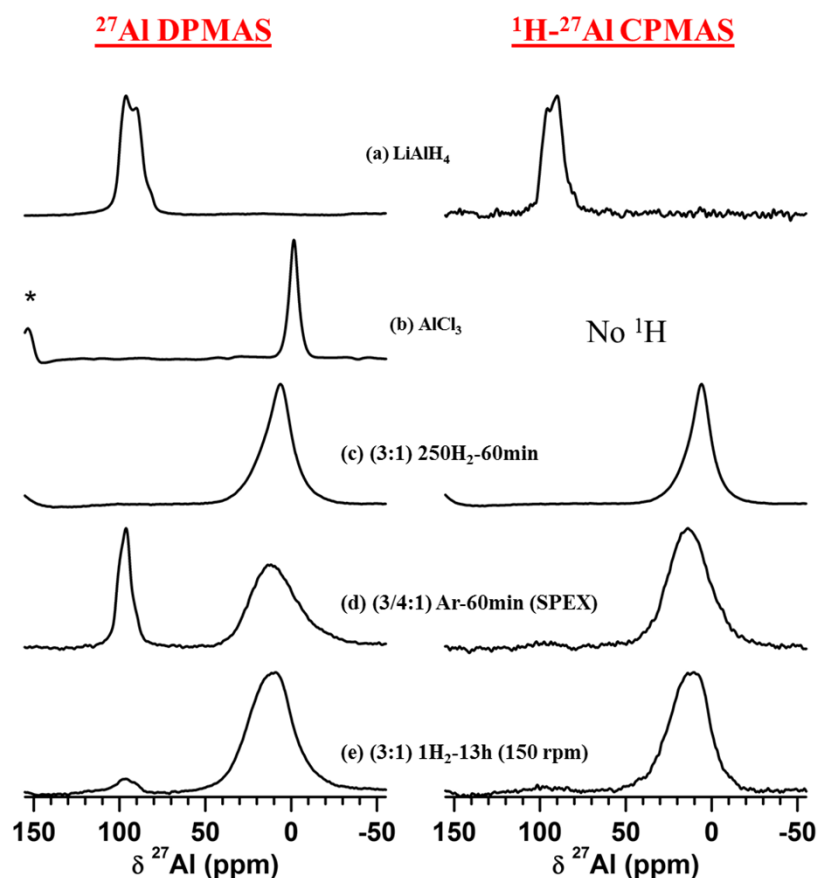 ²⁷Al DPMAS
¹H-²⁷Al CPMAS
(a) LiAlH₄
*
(b) AlCl₃
No ¹H
(c) (3:1) 250H₂-60min
(d) (3/4:1) Ar-60min (SPEX)
(e) (3:1) 1H₂-13h (150 rpm)
150 100 50 0 -50
150 100 50 0 -50
δ ²⁷Al (ppm)
δ ²⁷Al (ppm)